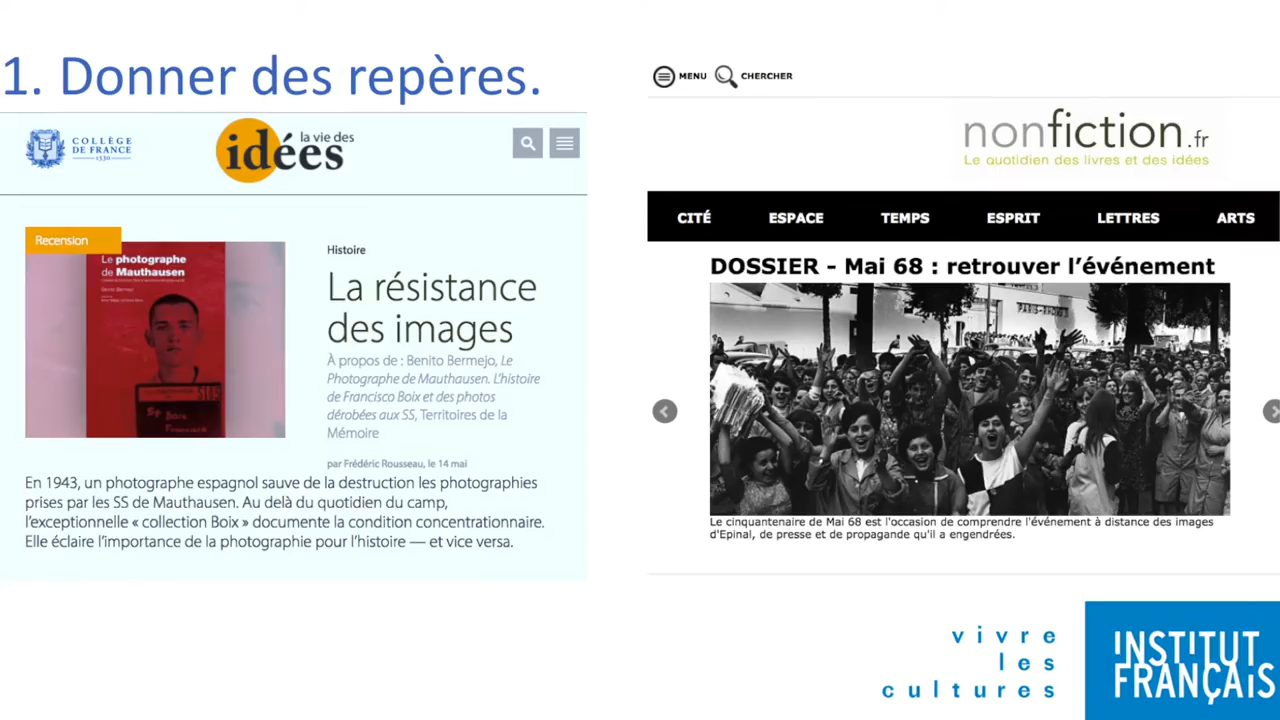 1. Donner des repères.
COLLÈGE
DE FRANCE
1530
la vie des
idées
Recension
Le photographe
de Mauthausen
Histoire
La résistance
des images
À propos de : Benito Bermejo, Le
Photographe de Mauthausen. L'histoire
de Francisco Boix et des photos
dérobées aux SS, Territoires de la
Mémoire
par Frédéric Rousseau, le 14 mai
En 1943, un photographe espagnol sauve de la destruction les photographies
prises par les SS de Mauthausen. Au delà du quotidien du camp,
l'exceptionnelle « collection Boix » documente la condition concentrationnaire.
Elle éclaire l'importance de la photographie pour l'histoire — et vice versa.
MENU CHERCHER
nonfiction.fr
Le quotidien des livres et des idées
CITÉ ESPACE TEMPS ESPRIT LETTRES ARTS
DOSSIER - Mai 68 : retrouver l'événement
Le cinquantenaire de Mai 68 est l'occasion de comprendre l'événement à distance des images
d'Epinal, de presse et de propagande qu'il a engendrées.
vivre
les
cultures
INSTITUT
FRANÇAIS